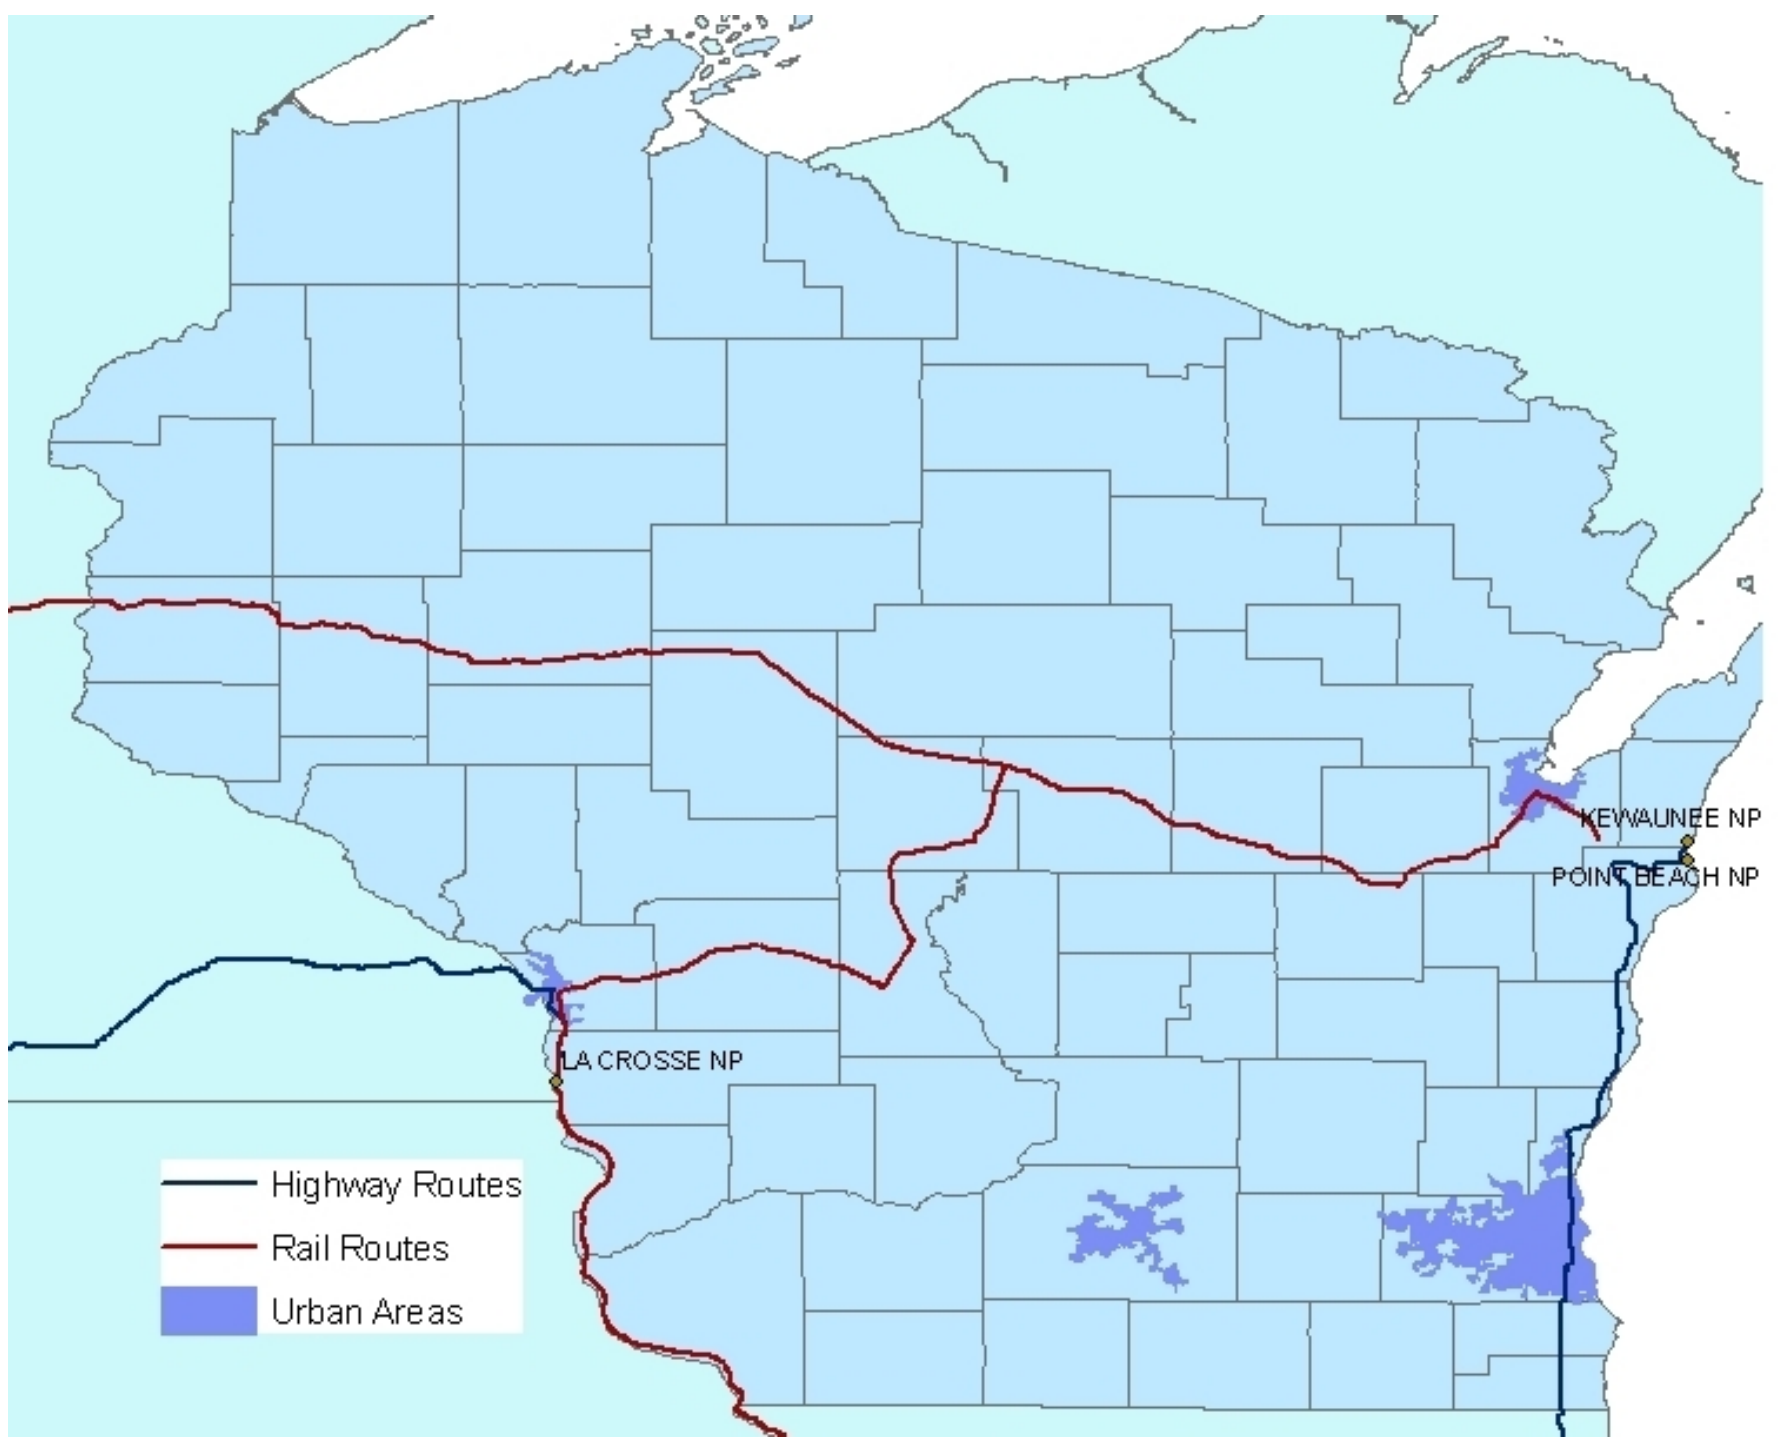 KEWAUNEE NP
POINT BEACH NP
LA CROSSE NP
Highway Routes
Rail Routes
Urban Areas